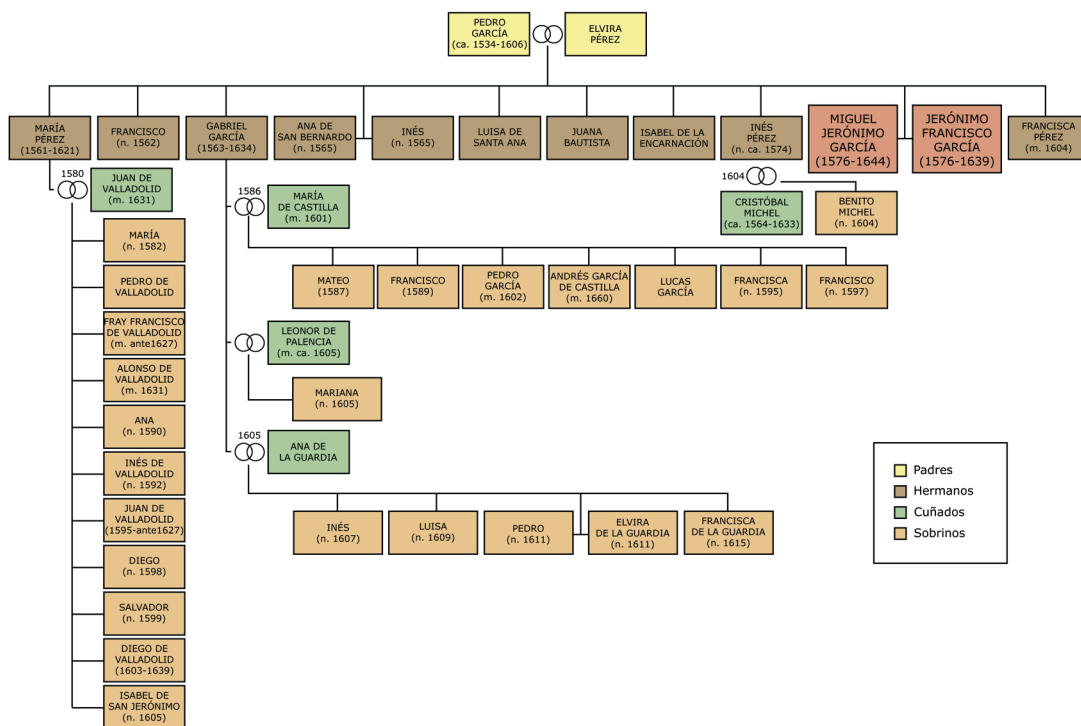 PEDRO
GARCÍA
(ca. 1534-1606)
ELVIRA
PÉREZ
MARÍA
PÉREZ
(1561-1621)
FRANCISCO
(n. 1562)
GABRIEL
GARCÍA
(1563-1634)
ANA DE
SAN BERNARDO
(n. 1565)
INÉS
(n. 1565)
LUISA DE
SANTA ANA
JUANA
BAUTISTA
ISABEL DE LA
ENCARNACIÓN
INÉS
PÉREZ
(n. ca. 1574)
MIGUEL
JERÓNIMO
GARCÍA
(1576-1644)
JERÓNIMO
FRANCISCO
GARCÍA
(1576-1639)
FRANCISCA
PÉREZ
(m. 1604)
1580
JUAN DE
VALLADOLID
(m. 1631)
MARÍA
(n. 1582)
PEDRO DE
VALLADOLID
FRAY FRANCISCO
DE VALLADOLID
(m. ante1627)
ALONSO DE
VALLADOLID
(m. 1631)
ANA
(n. 1590)
INÉS DE
VALLADOLID
(n. 1592)
JUAN DE
VALLADOLID
(1595-ante1627)
DIEGO
(n. 1598)
SALVADOR
(n. 1599)
DIEGO DE
VALLADOLID
(1603-1639)
ISABEL DE
SAN JERÓNIMO
(n. 1605)
1586
MARÍA
DE CASTILLA
(m. 1601)
MATEO
(1587)
FRANCISCO
(1589)
PEDRO
GARCÍA
(m. 1602)
ANDRÉS GARCÍA
DE CASTILLA
(m. 1660)
LUCAS
GARCÍA
FRANCISCA
(n. 1595)
FRANCISCO
(n. 1597)
LEONOR DE
PALENCIA
(m. ca. 1605)
MARIANA
(n. 1605)
1605
ANA DE
LA GUARDIA
INÉS
(n. 1607)
LUISA
(n. 1609)
PEDRO
(n. 1611)
ELVIRA
DE LA GUARDIA
(n. 1611)
FRANCISCA
DE LA GUARDIA
(n. 1615)
1604
CRISTÓBAL
MICHEL
(ca. 1564-1633)
BENITO
MICHEL
(n. 1604)
Padres
Hermanos
Cuñados
Sobrinos